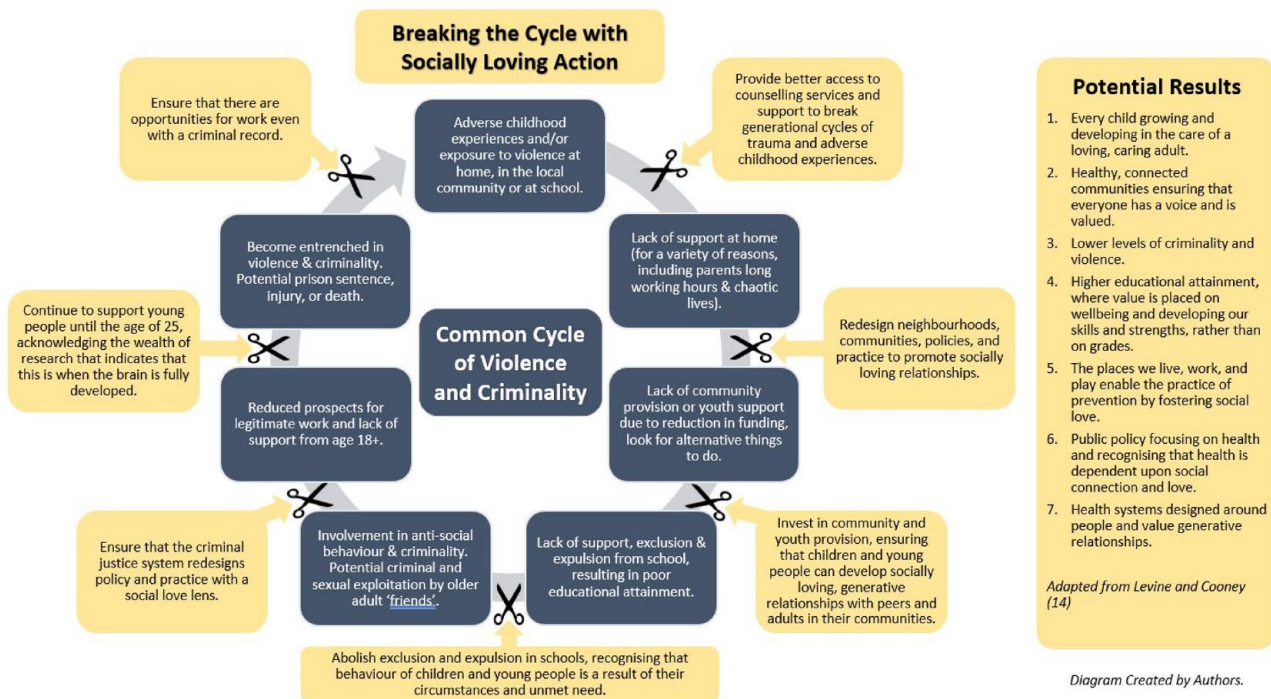 Breaking the Cycle with
Socially Loving Action
Ensure that there are
opportunities for work even
with a criminal record.
Provide better access to
counselling services and
support to break
generational cycles of
trauma and adverse
childhood experiences.
Adverse childhood
experiences and/or
exposure to violence at
home, in the local
community or at school.
Become entrenched in
violence & criminality.
Potential prison sentence,
injury, or death.
Lack of support at home
(for a variety of reasons,
including parents long
working hours & chaotic
lives).
Continue to support young
people until the age of 25,
acknowledging the wealth of
research that indicates that
this is when the brain is fully
developed.
Common Cycle
of Violence
and Criminality
Redesign neighbourhoods,
communities, policies, and
practice to promote socially
loving relationships.
Reduced prospects for
legitimate work and lack of
support from age 18+.
Lack of community
provision or youth support
due to reduction in funding,
look for alternative things
to do.
Ensure that the criminal
justice system redesigns
policy and practice with a
social love lens.
Involvement in anti-social
behaviour & criminality.
Potential criminal and
sexual exploitation by older
adult ‘friends’.
Lack of support, exclusion &
expulsion from school,
resulting in poor
educational attainment.
Invest in community and
youth provision, ensuring
that children and young
people can develop socially
loving, generative
relationships with peers and
adults in their communities.
Abolish exclusion and expulsion in schools, recognising that
behaviour of children and young people is a result of their
circumstances and unmet need.
Potential Results
1. Every child growing and
developing in the care of a
loving, caring adult.
2. Healthy, connected
communities ensuring that
everyone has a voice and is
valued.
3. Lower levels of criminality and
violence.
4. Higher educational attainment,
where value is placed on
wellbeing and developing our
skills and strengths, rather than
on grades.
5. The places we live, work, and
play enable the practice of
prevention by fostering social
love.
6. Public policy focusing on health
and recognising that health is
dependent upon social
connection and love.
7. Health systems designed around
people and value generative
relationships.
Adapted from Levine and Cooney
(14)
Diagram Created by Authors.